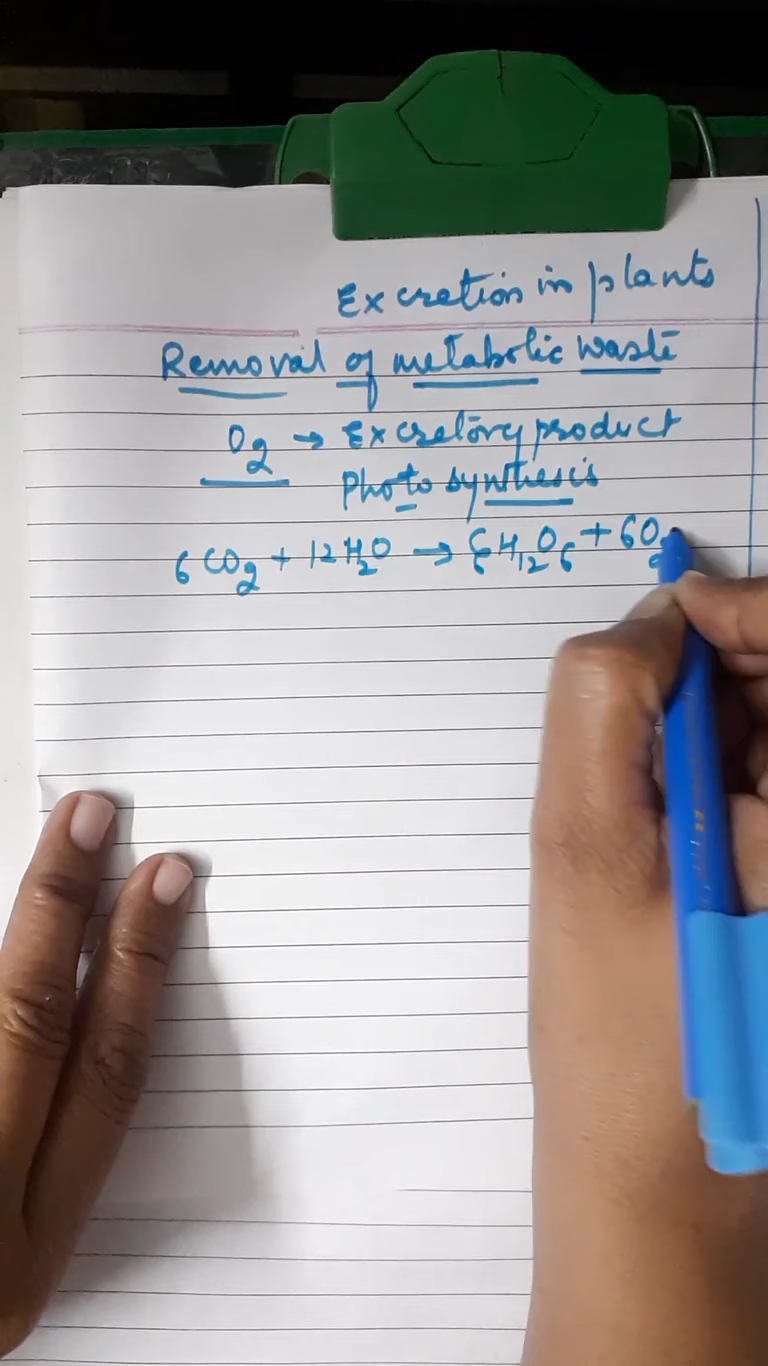 Excretion in plants
Removal of metabolic waste
O2 → Excretory product
Photosynthesis
6CO2 + 12H2O → C6H12O6 + 6O2